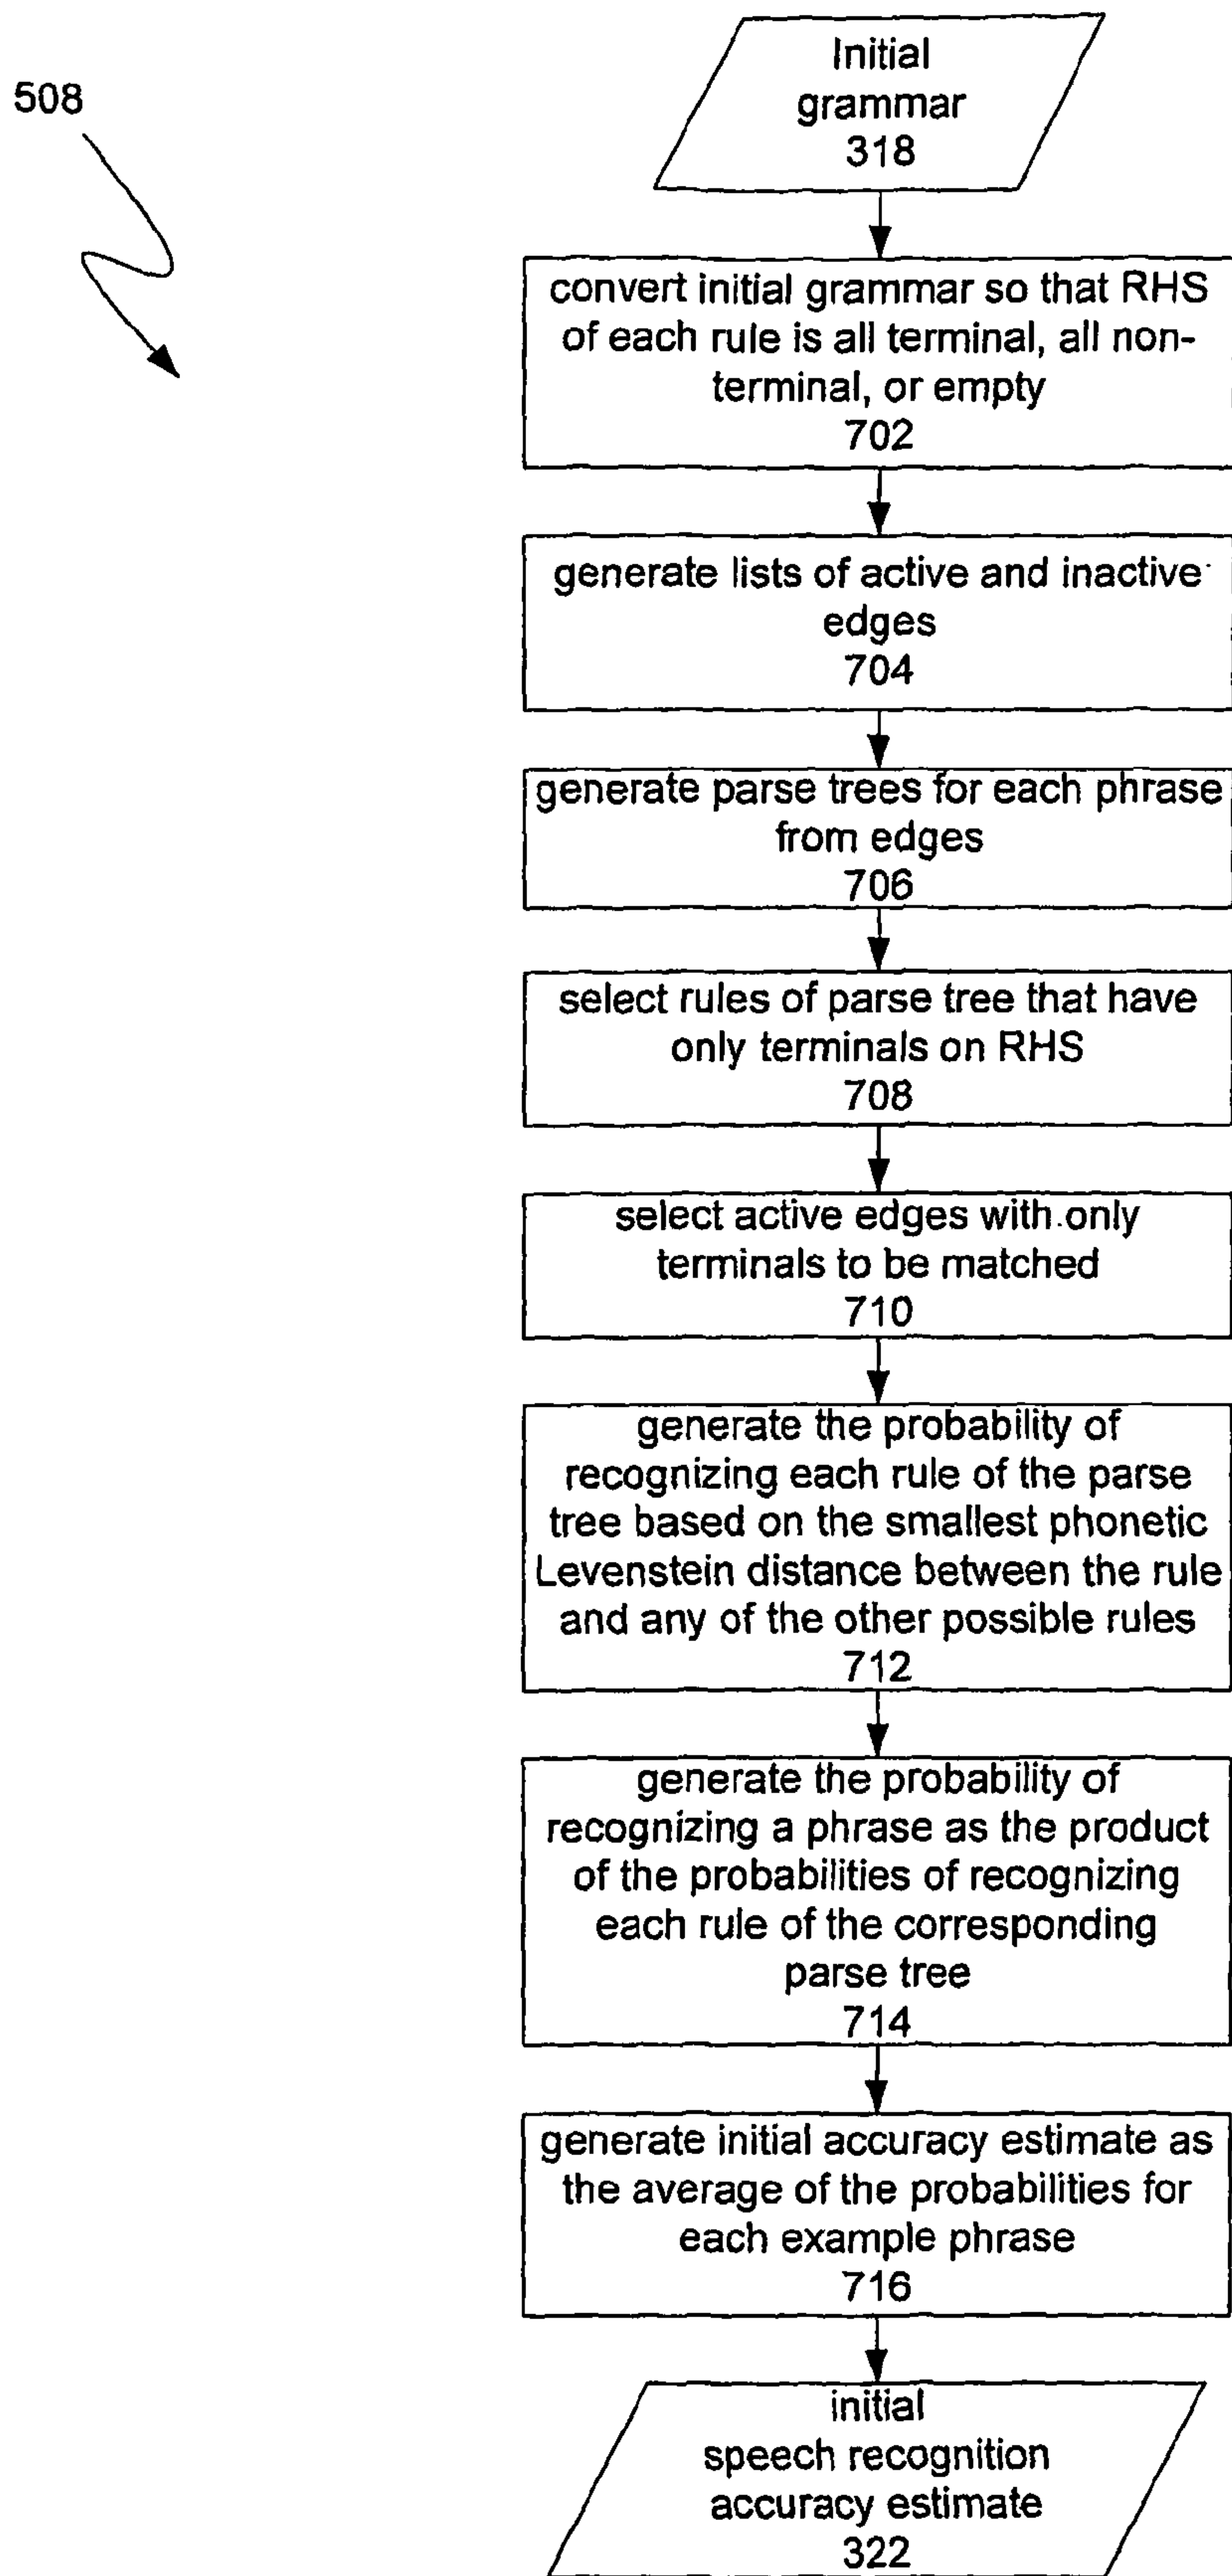 508
Initial
grammar
318
convert initial grammar so that RHS
of each rule is all terminal, all non-
terminal, or empty
702
generate lists of active and inactive
edges
704
generate parse trees for each phrase
from edges
706
select rules of parse tree that have
only terminals on RHS
708
select active edges with only
terminals to be matched
710
generate the probability of
recognizing each rule of the parse
tree based on the smallest phonetic
Levenstein distance between the rule
and any of the other possible rules
712
generate the probability of
recognizing a phrase as the product
of the probabilities of recognizing
each rule of the corresponding
parse tree
714
generate initial accuracy estimate as
the average of the probabilities for
each example phrase
716
initial
speech recognition
accuracy estimate
322